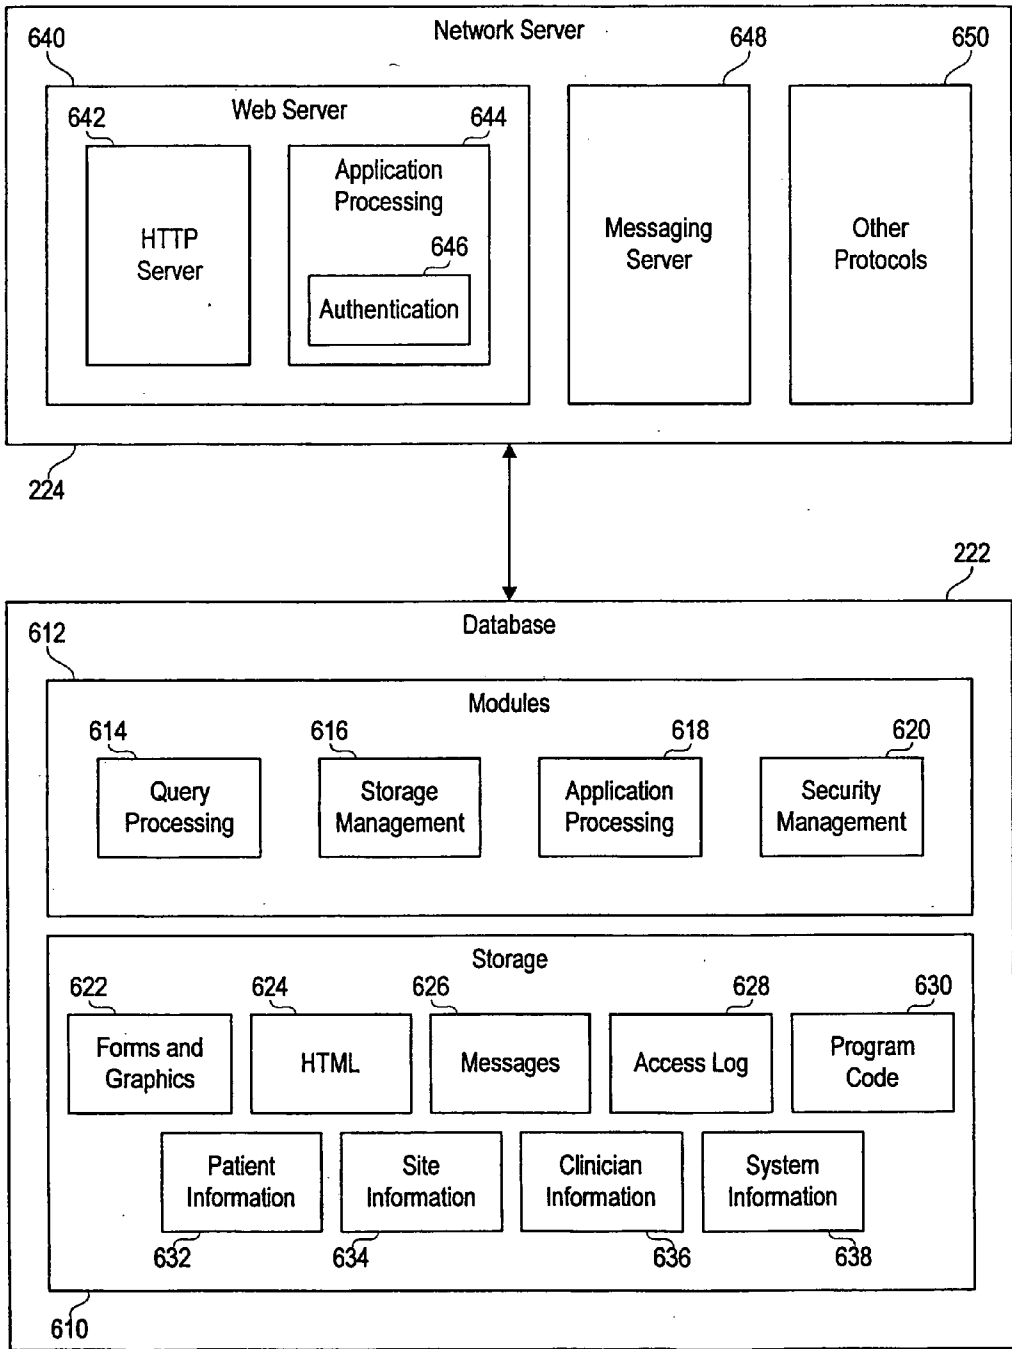 640
Network Server
648
650
Web Server
642
644
HTTP
Server
Application
Processing
646
Authentication
Messaging
Server
Other
Protocols
224
222
Database
612
Modules
614
616
618
620
Query
Processing
Storage
Management
Application
Processing
Security
Management
Storage
622
624
626
628
630
Forms and
Graphics
HTML
Messages
Access Log
Program
Code
Patient
Information
Site
Information
Clinician
Information
System
Information
632
634
636
638
610